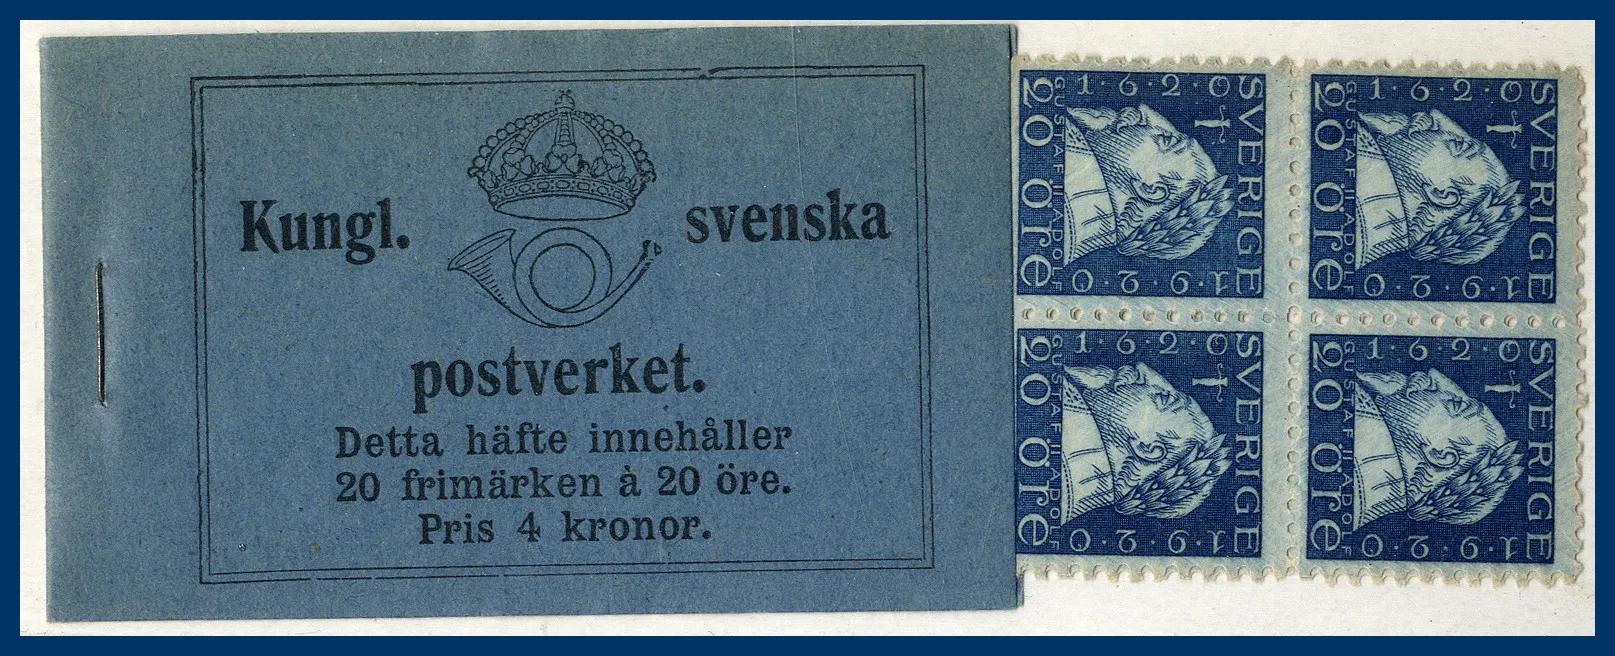 Kungl. svenska
postverket.
Detta häfte innehåller
20 frimärken à 20 öre.
Pris 4 kronor.
SVERIGE
1·6·2·0
1·9·2·0
GUSTAF II ADOLF
20 öre
SVERIGE
1·6·2·0
1·9·2·0
GUSTAF II ADOLF
20 öre
SVERIGE
1·6·2·0
1·9·2·0
GUSTAF II ADOLF
20 öre
SVERIGE
1·6·2·0
1·9·2·0
GUSTAF II ADOLF
20 öre